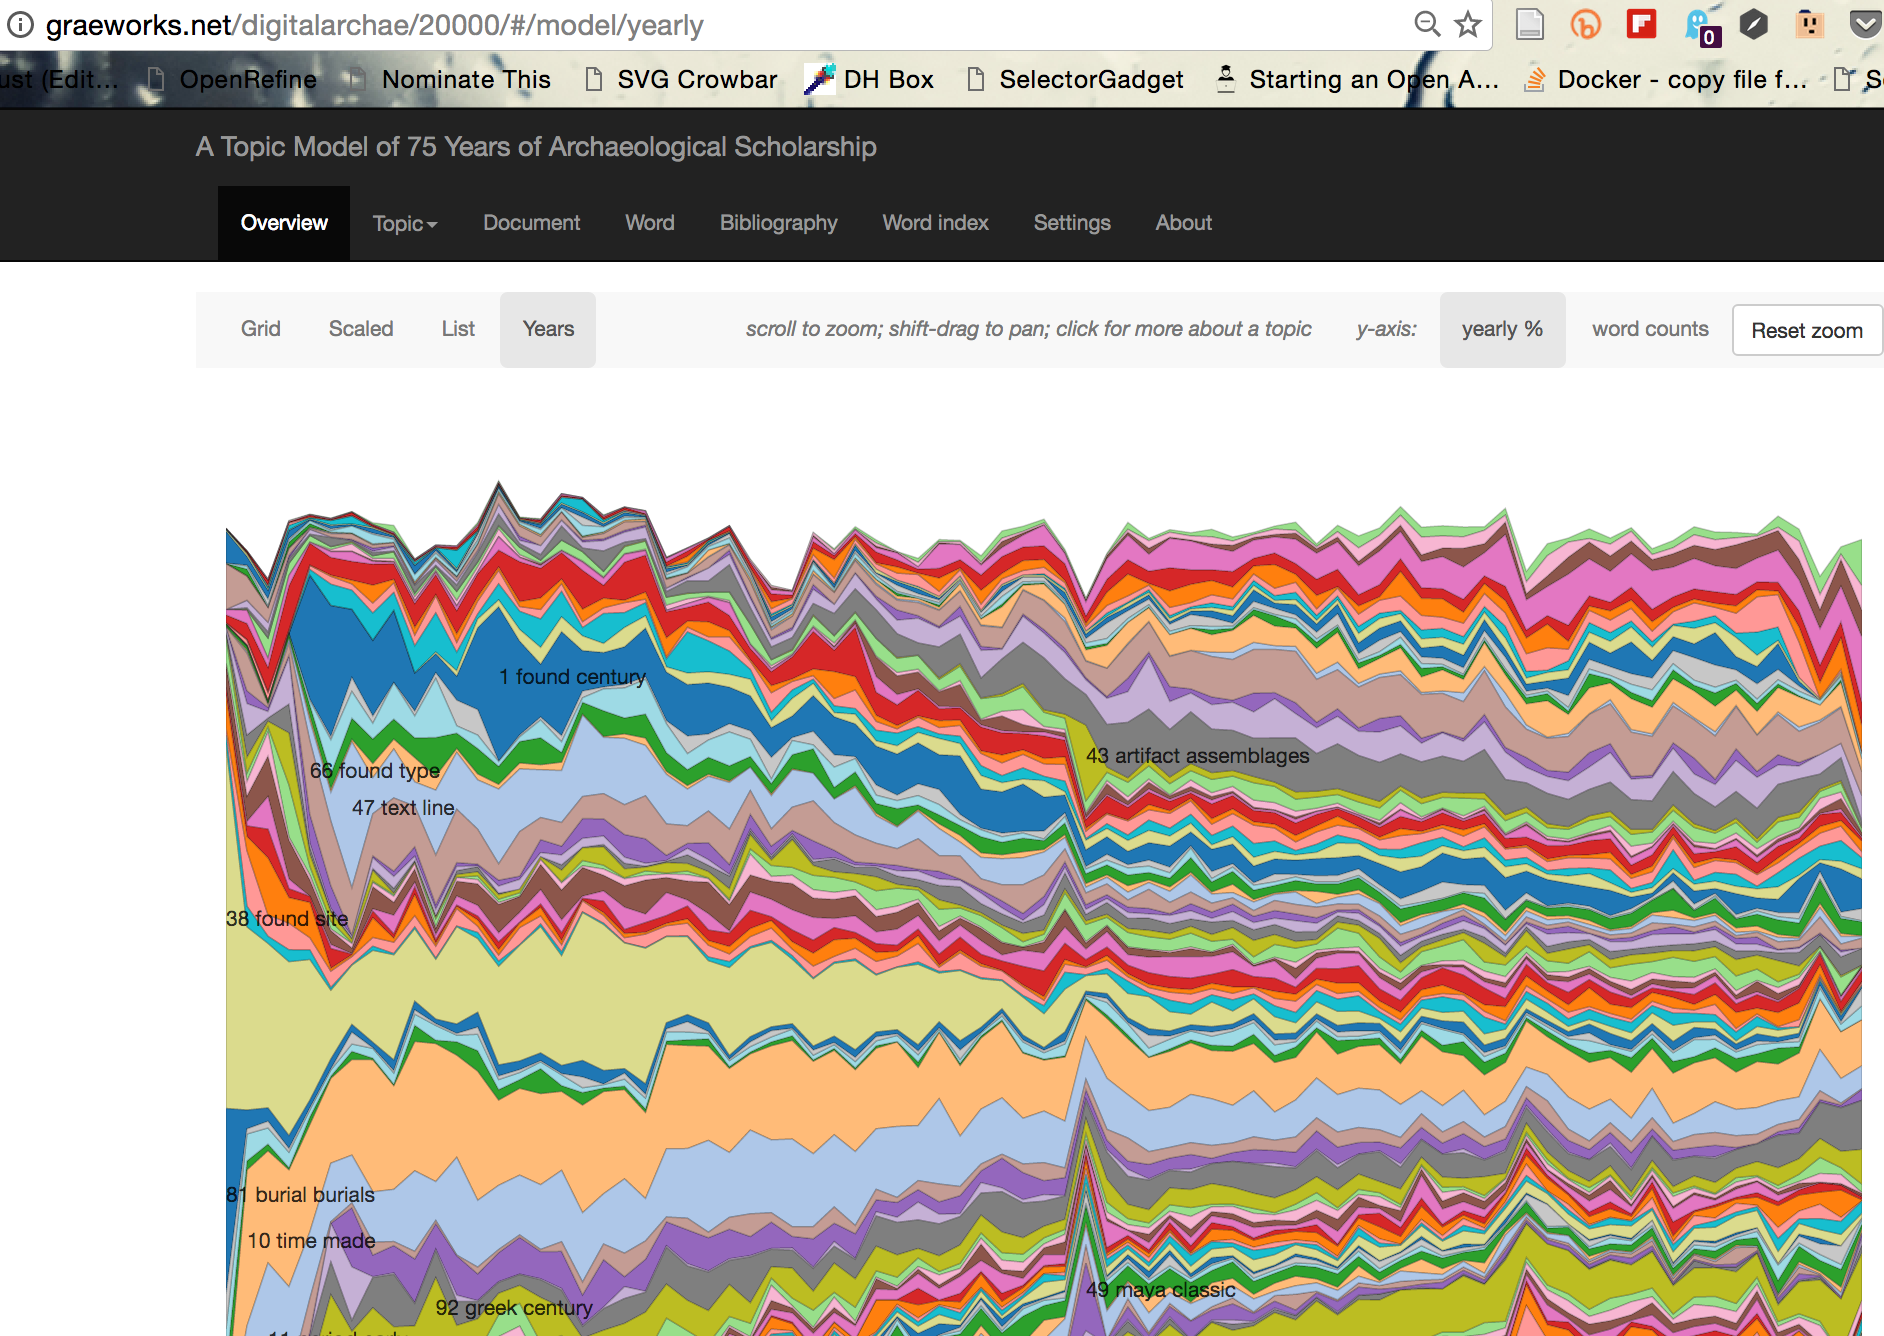 graeworks.net/digitalarchae/20000/#/model/yearly
0
ust (Edit... OpenRefine Nominate This SVG Crowbar DH Box SelectorGadget Starting an Open A... Docker - copy file f...
A Topic Model of 75 Years of Archaeological Scholarship
Overview Topic Document Word Bibliography Word index Settings About
Grid Scaled List Years scroll to zoom; shift-drag to pan; click for more about a topic y-axis: yearly % word counts Reset zoom
1 found century
43 artifact assemblages
66 found type
47 text line
38 found site
81 burial burials
10 time made
49 maya classic
92 greek century